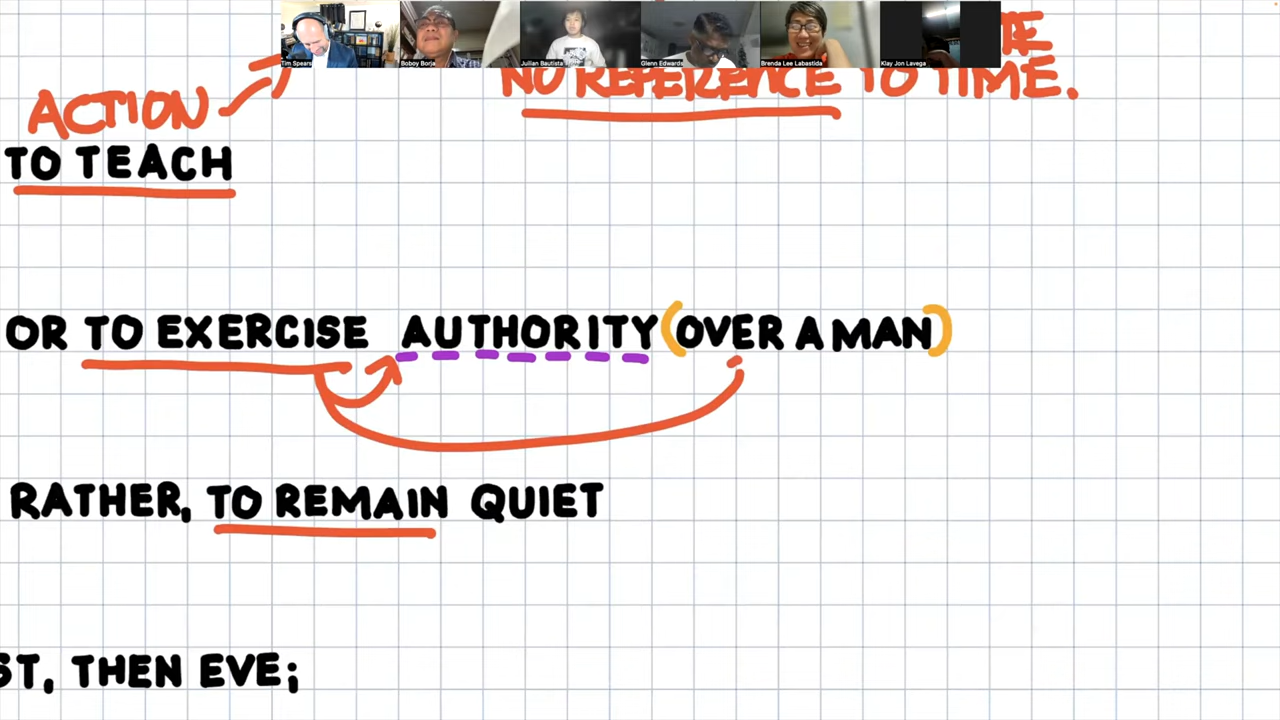 Tim Spears
Boboy Borja
Jullian Bautista
Glenn Edwards
Brenda Lee Labastida
Klay Jon Lavega
NO REFERENCE TO TIME.
ACTION
TO TEACH
OR TO EXERCISE AUTHORITY (OVER A MAN)
RATHER, TO REMAIN QUIET
ST, THEN EVE;